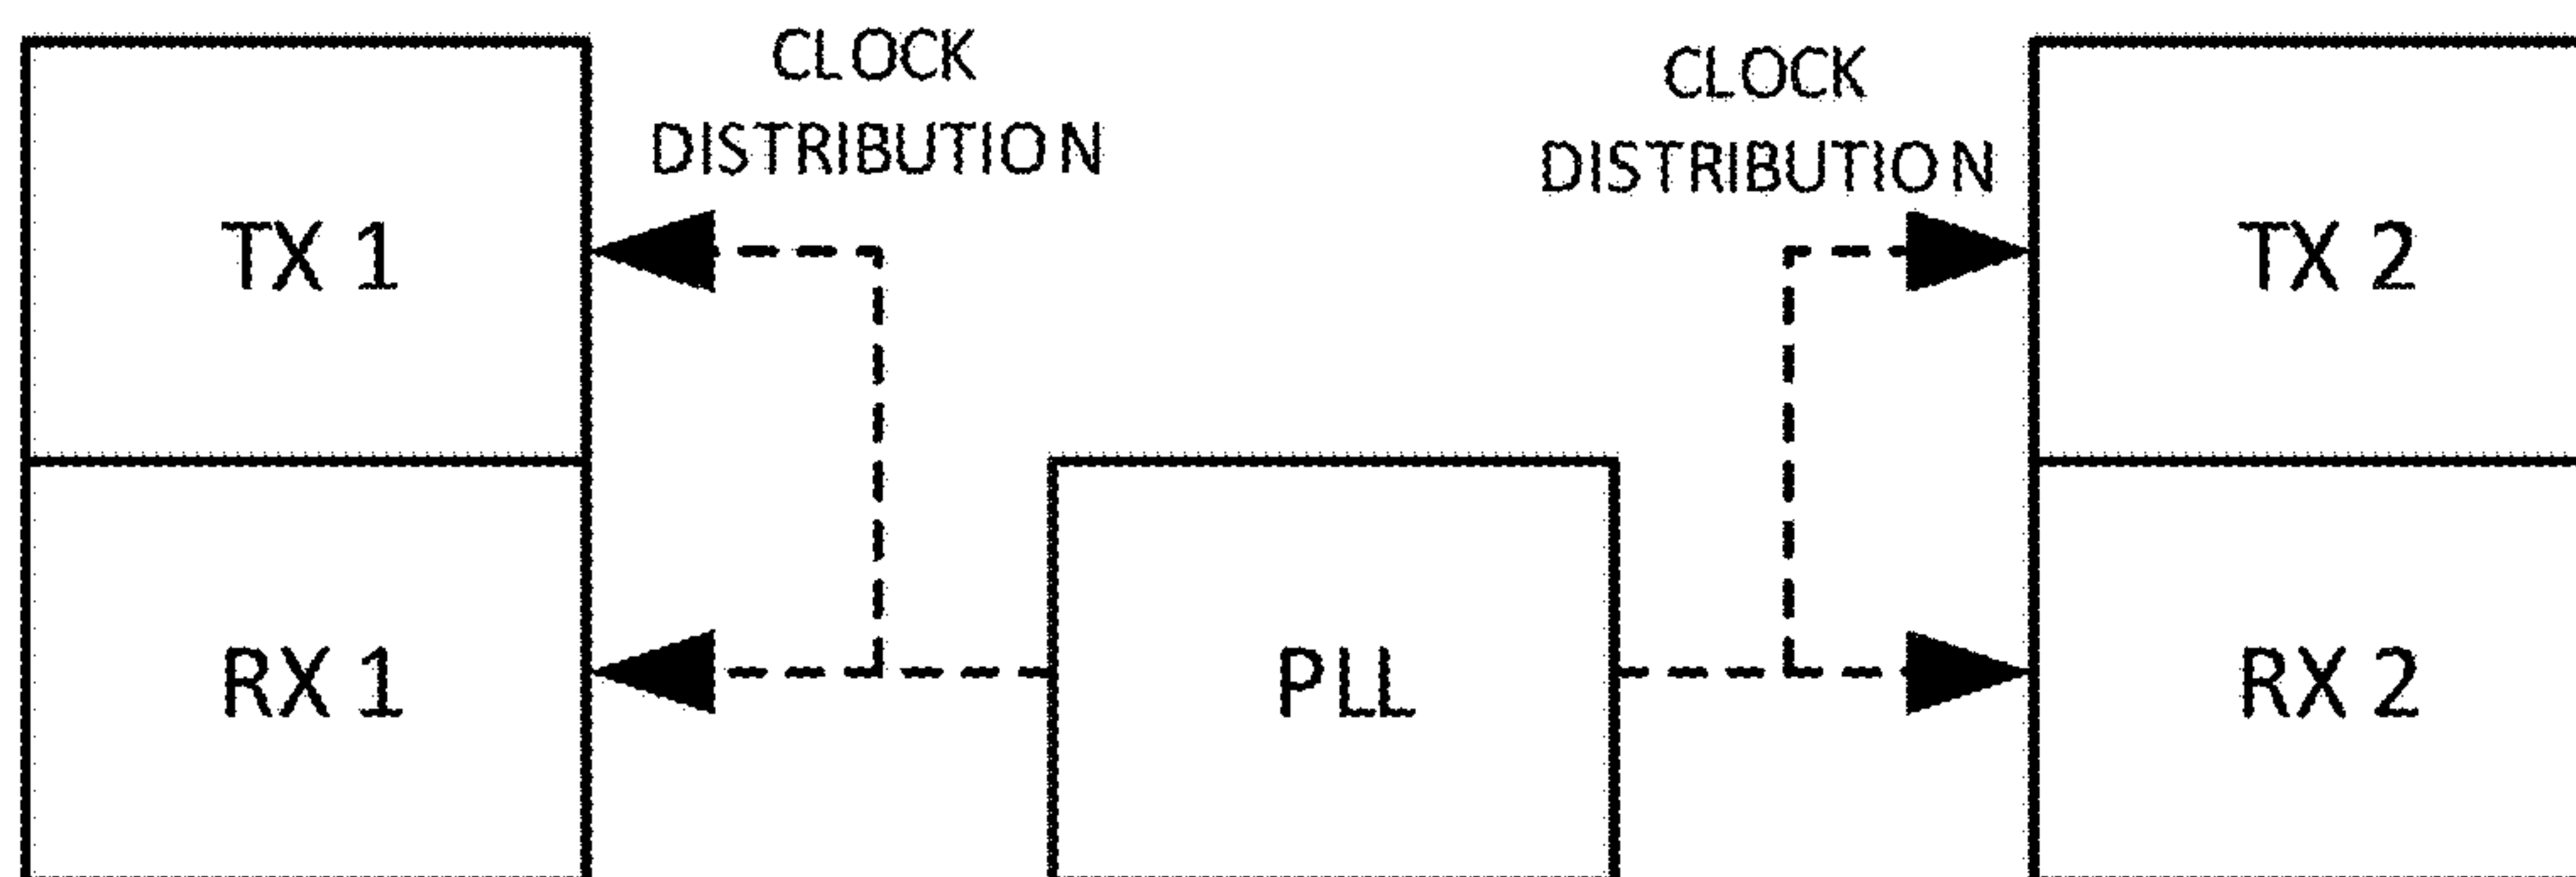 CLOCK
DISTRIBUTION
CLOCK
DISTRIBUTION
TX 1
TX 2
RX 1
PLL
RX 2